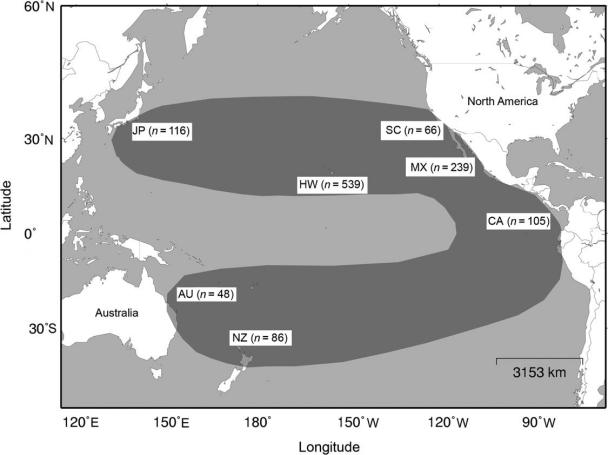 60˚N
North America
JP (n = 116)
SC (n = 66)
30˚N
MX (n = 239)
HW (n = 539)
CA (n = 105)
Latitude
0˚
AU (n = 48)
Australia
30˚S
NZ (n = 86)
3153 km
120˚E 150˚E 180˚ 150˚W 120˚W 90˚W
Longitude